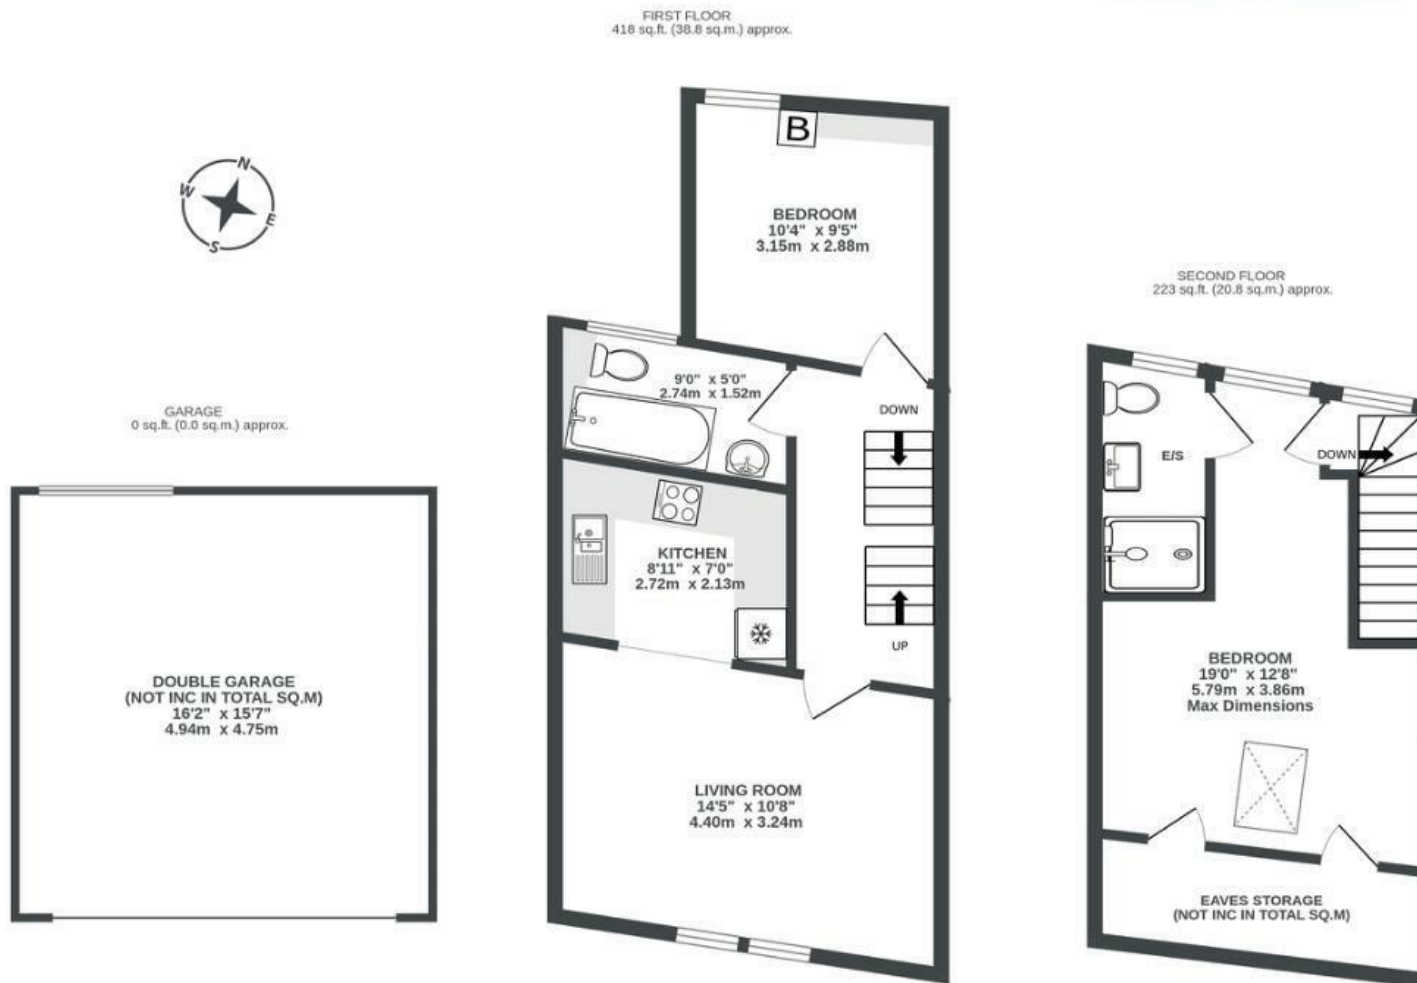 FIRST FLOOR
418 sq.ft. (38.8 sq.m.) approx.
B
BEDROOM
10'4" x 9'5"
3.15m x 2.88m
N
W
E
S
SECOND FLOOR
223 sq.ft. (20.8 sq.m.) approx.
9'0" x 5'0"
2.74m x 1.52m
DOWN
GARAGE
0 sq.ft. (0.0 sq.m.) approx.
E/S
DOWN
KITCHEN
8'11" x 7'0"
2.72m x 2.13m
UP
DOUBLE GARAGE
(NOT INC IN TOTAL SQ.M)
16'2" x 15'7"
4.94m x 4.75m
BEDROOM
19'0" x 12'8"
5.79m x 3.86m
Max Dimensions
LIVING ROOM
14'5" x 10'8"
4.40m x 3.24m
EAVES STORAGE
(NOT INC IN TOTAL SQ.M)